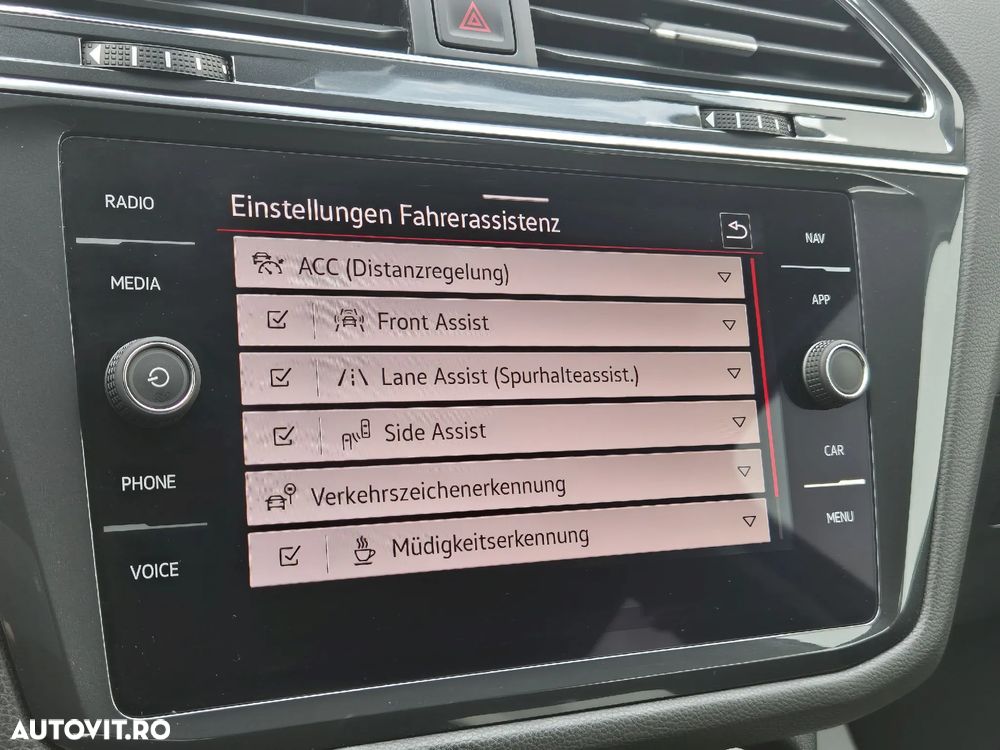 RADIO
MEDIA
PHONE
VOICE
Einstellungen Fahrerassistenz
ACC (Distanzregelung)
Front Assist
Lane Assist (Spurhalteassist.)
Side Assist
Verkehrszeichenerkennung
Müdigkeitserkennung
NAV
APP
CAR
MENU
AUTOVIT.RO